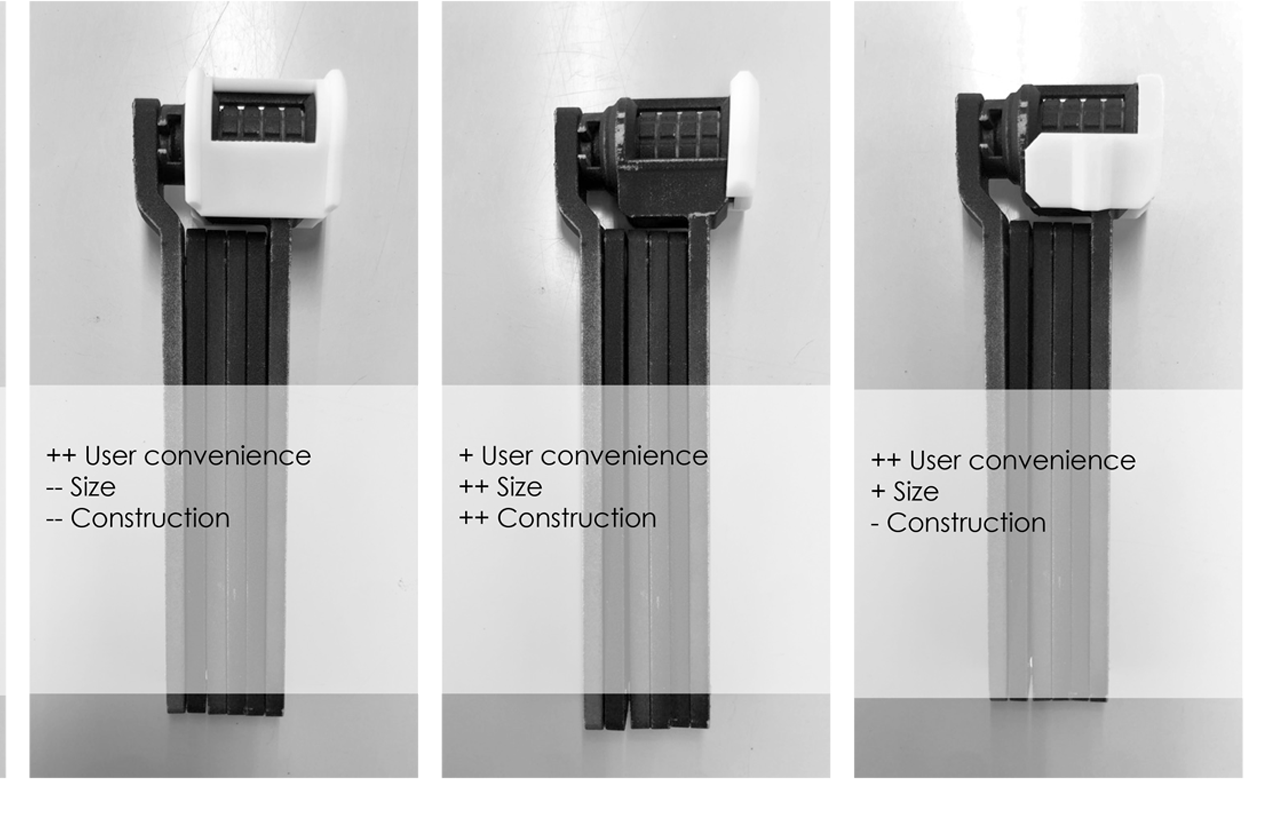 ++ User convenience
-- Size
-- Construction
+ User convenience
++ Size
++ Construction
++ User convenience
+ Size
- Construction